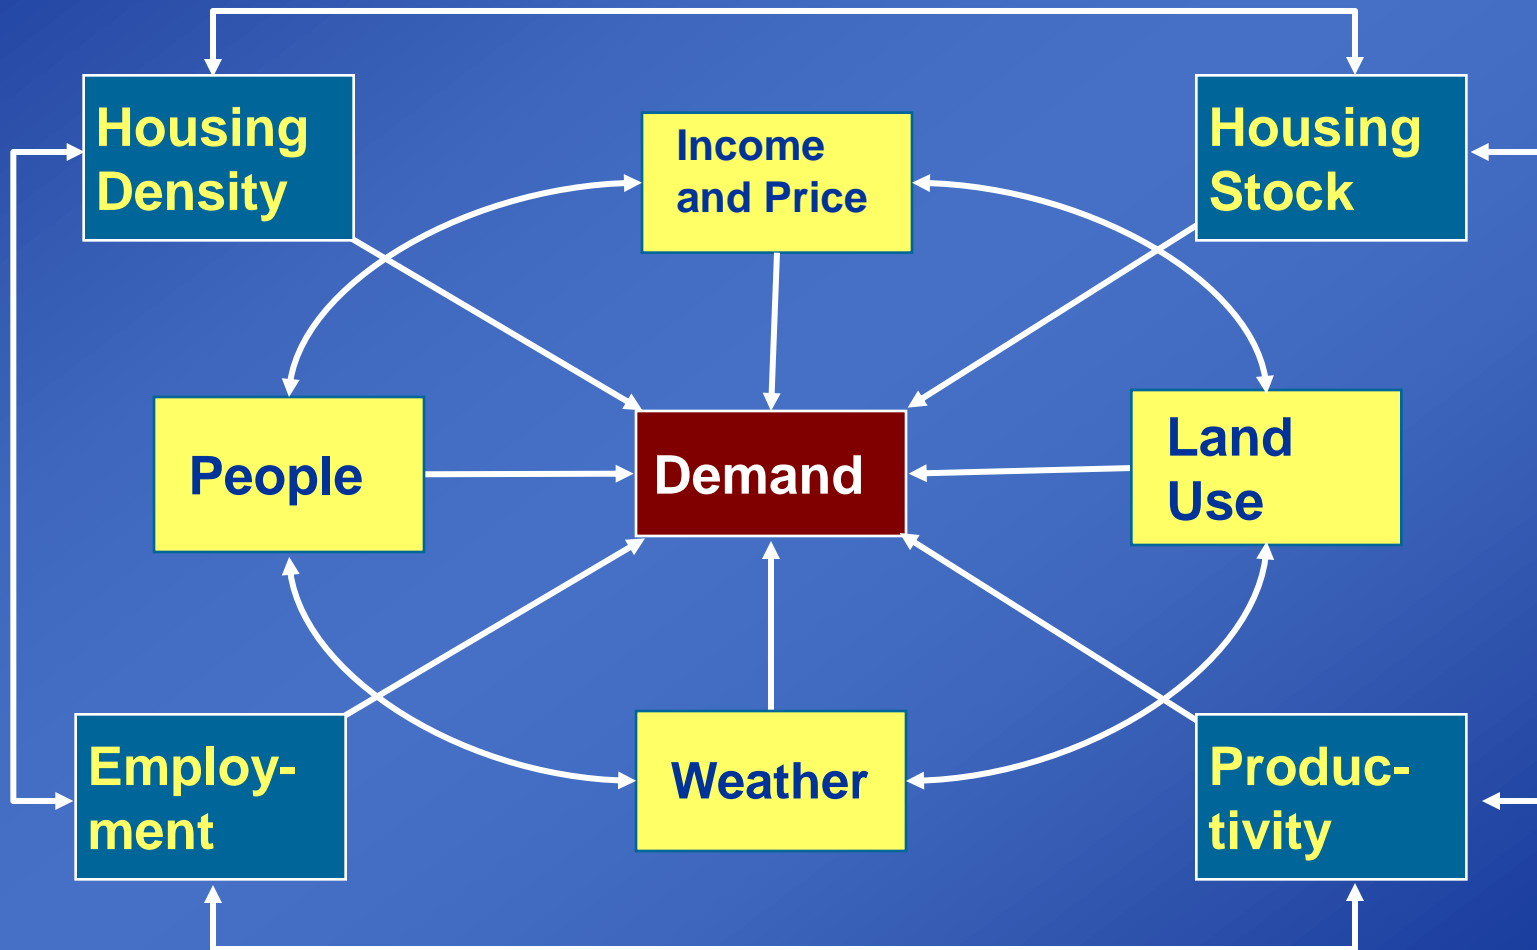 Housing
Density
Income
and Price
Housing
Stock
People
Demand
Land
Use
Employ-
ment
Weather
Produc-
tivity